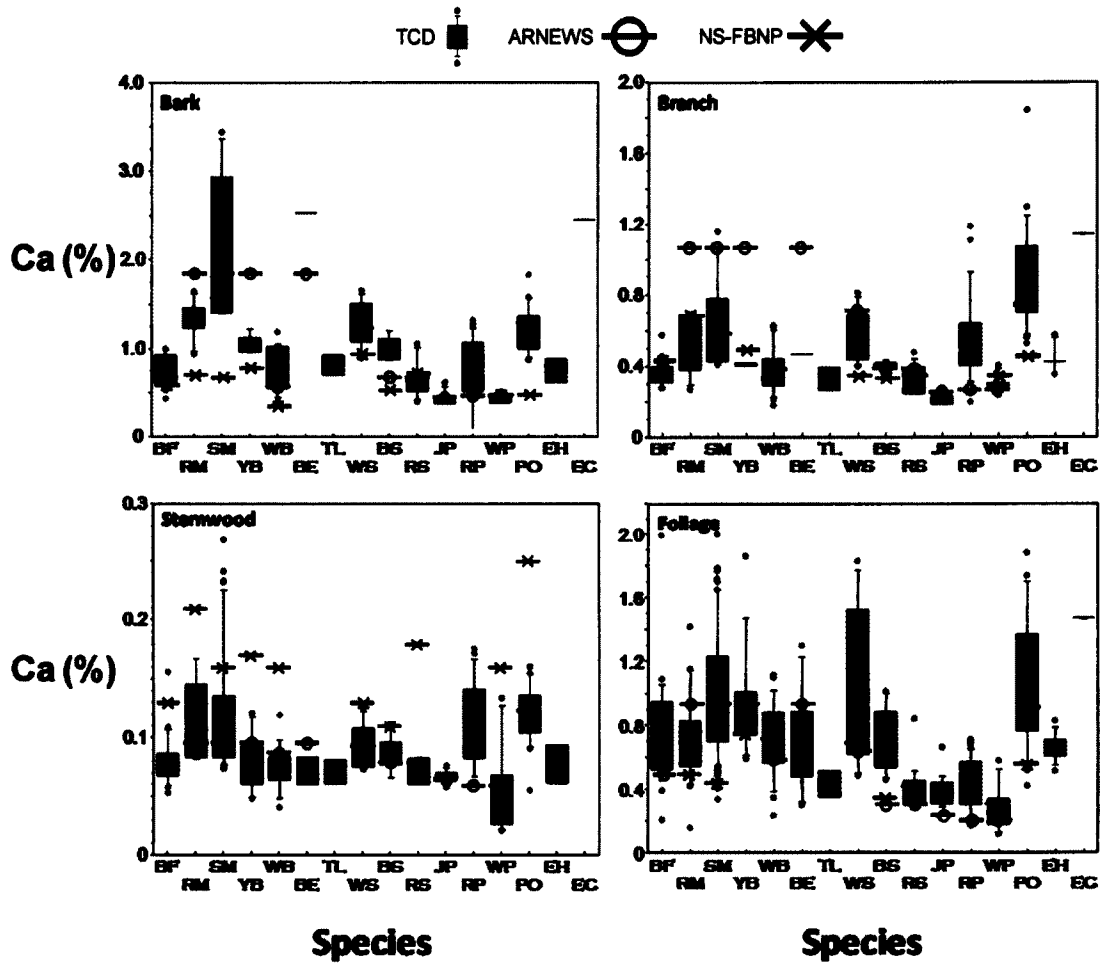 TCD ARNEWS NS-FBNP
Bark
4.0
3.0
2.0
1.0
0
Ca (%)
BF SM WB TL BS JP WP EH
RM YB BE WS RS RP PO EC
Branch
2.0
1.6
1.2
0.8
0.4
0
BF SM WB TL BS JP WP EH
RM YB BE WS RS RP PO EC
Stemwood
0.3
0.2
0.1
0
Ca (%)
BF SM WB TL BS JP WP EH
RM YB BE WS RS RP PO EC
Species
Foliage
2.0
1.6
1.2
0.8
0.4
0
BF SM WB TL BS JP WP EH
RM YB BE WS RS RP PO EC
Species